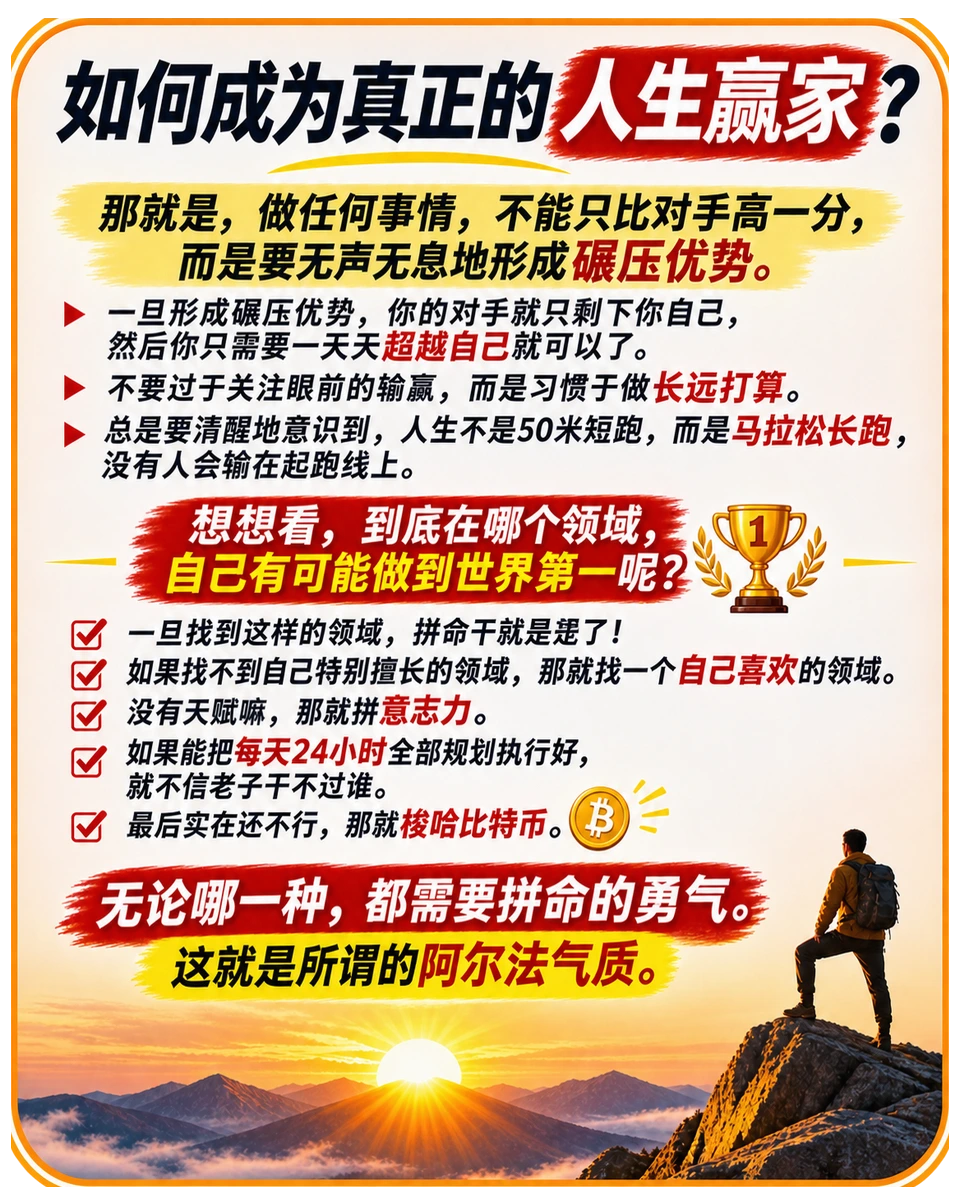 如何成为真正的人生赢家？
那就是，做任何事情，不能只比对手高一分，
而是要无声无息地形成碾压优势。
一旦形成碾压优势，你的对手就只剩下你自己，
然后你只需要一天天超越自己就可以了。
不要过于关注眼前的输赢，而是习惯于做长远打算。
总是要清醒地意识到，人生不是50米短跑，而是马拉松长跑，
没有人会输在起跑线上。
想想看，到底在哪个领域，
自己有可能做到世界第一呢？
1
一旦找到这样的领域，拼命干就是了！
如果找不到自己特别擅长的领域，那就找一个自己喜欢的领域。
没有天赋嘛，那就拼意志力。
如果能把每天24小时全部规划执行好，
就不信老子干不过谁。
最后实在还不行，那就梭哈比特币。
₿
无论哪一种，都需要拼命的勇气。
这就是所谓的阿尔法气质。